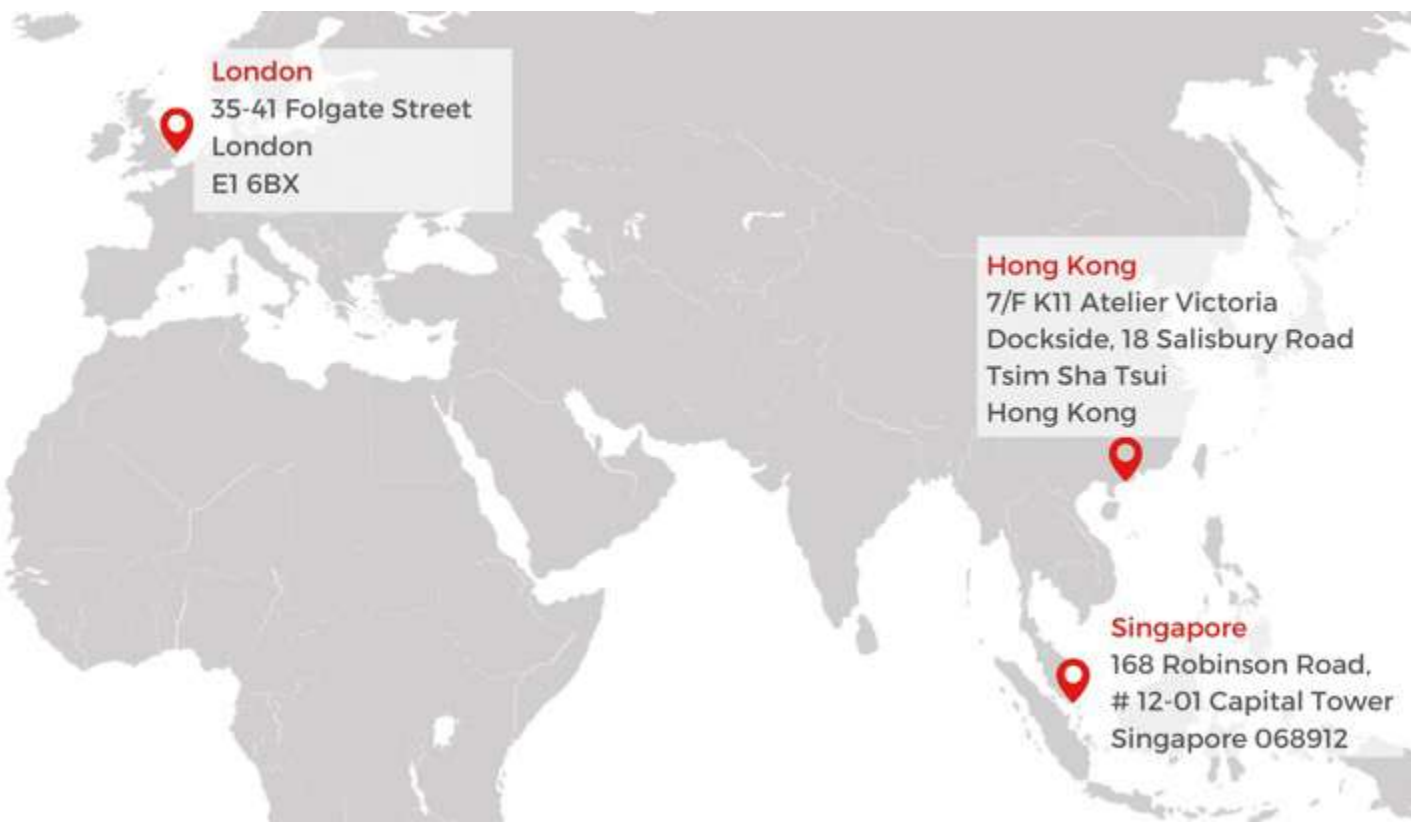 London
35-41 Folgate Street
London
E1 6BX
Hong Kong
7/F K11 Atelier Victoria
Dockside, 18 Salisbury Road
Tsim Sha Tsui
Hong Kong
Singapore
168 Robinson Road,
# 12-01 Capital Tower
Singapore 068912